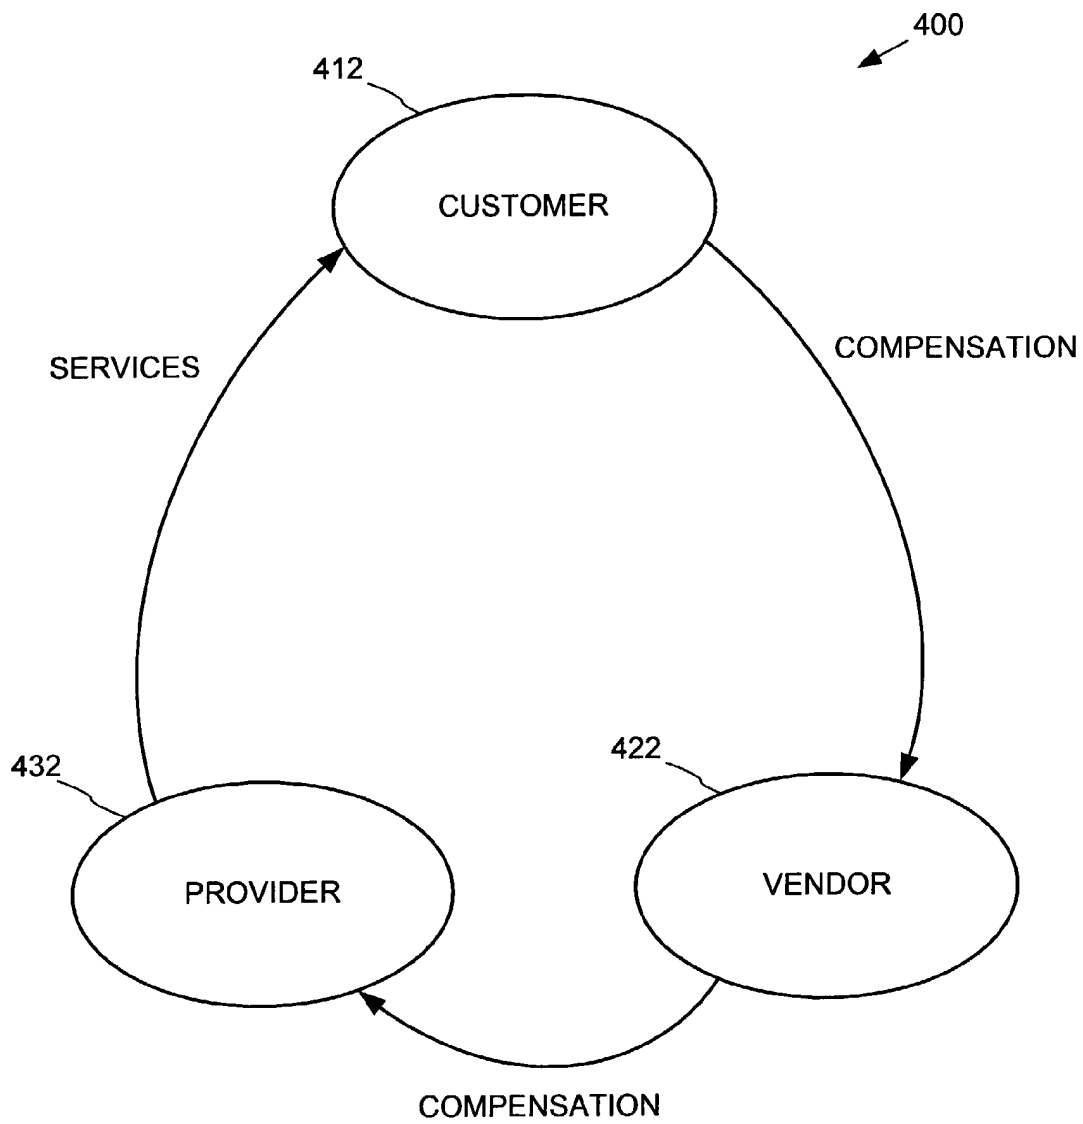 400
412
CUSTOMER
SERVICES
COMPENSATION
432
422
PROVIDER
VENDOR
COMPENSATION